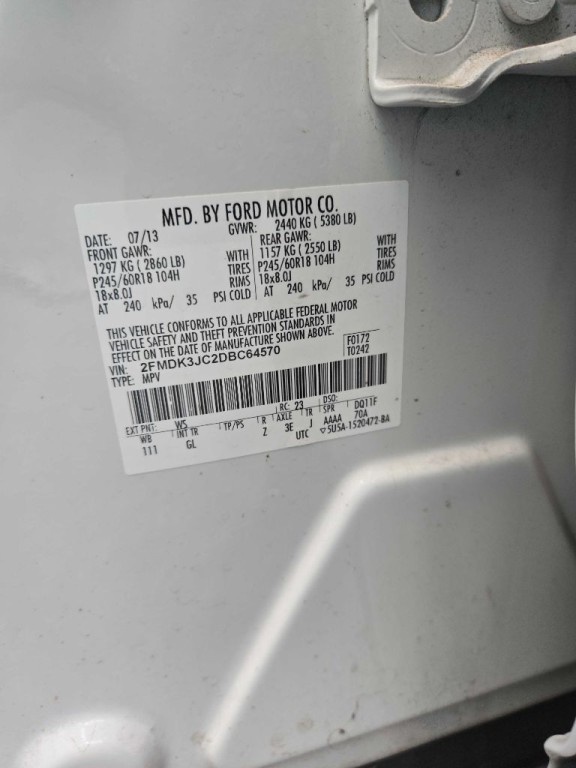 MFD. BY FORD MOTOR CO.
DATE: 07/13 GVWR: 2440 KG ( 5380 LB)
FRONT GAWR: REAR GAWR:
1297 KG ( 2860 LB) WITH 1157 KG ( 2550 LB) WITH
P245/60R18 104H TIRES P245/60R18 104H TIRES
18x8.0J RIMS 18x8.0J RIMS
AT 240 kPa/ 35 PSI COLD AT 240 kPa/ 35 PSI COLD
THIS VEHICLE CONFORMS TO ALL APPLICABLE FEDERAL MOTOR
VEHICLE SAFETY AND THEFT PREVENTION STANDARDS IN
EFFECT ON THE DATE OF MANUFACTURE SHOWN ABOVE.
VIN: 2FMDK3JC2DBC64570 F0172
TYPE: MPV T0242
EXT PNT: WS RC: 23 DSO:
WB INT TR TP/PS R AXLE TR SPR DQ11F
111 GL Z 3E J AAAA 70A
UTC ▽5U5A-1520472-BA